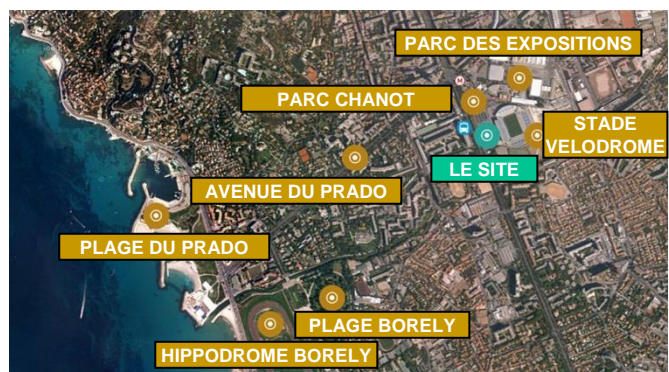 PARC DES EXPOSITIONS
PARC CHANOT
M
STADE
VELODROME
LE SITE
AVENUE DU PRADO
PLAGE DU PRADO
PLAGE BORELY
HIPPODROME BORELY